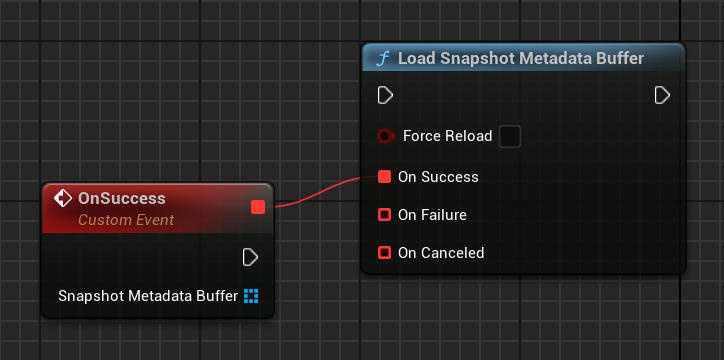 Load Snapshot Metadata Buffer
Force Reload
On Success
On Failure
On Canceled
OnSuccess
Custom Event
Snapshot Metadata Buffer